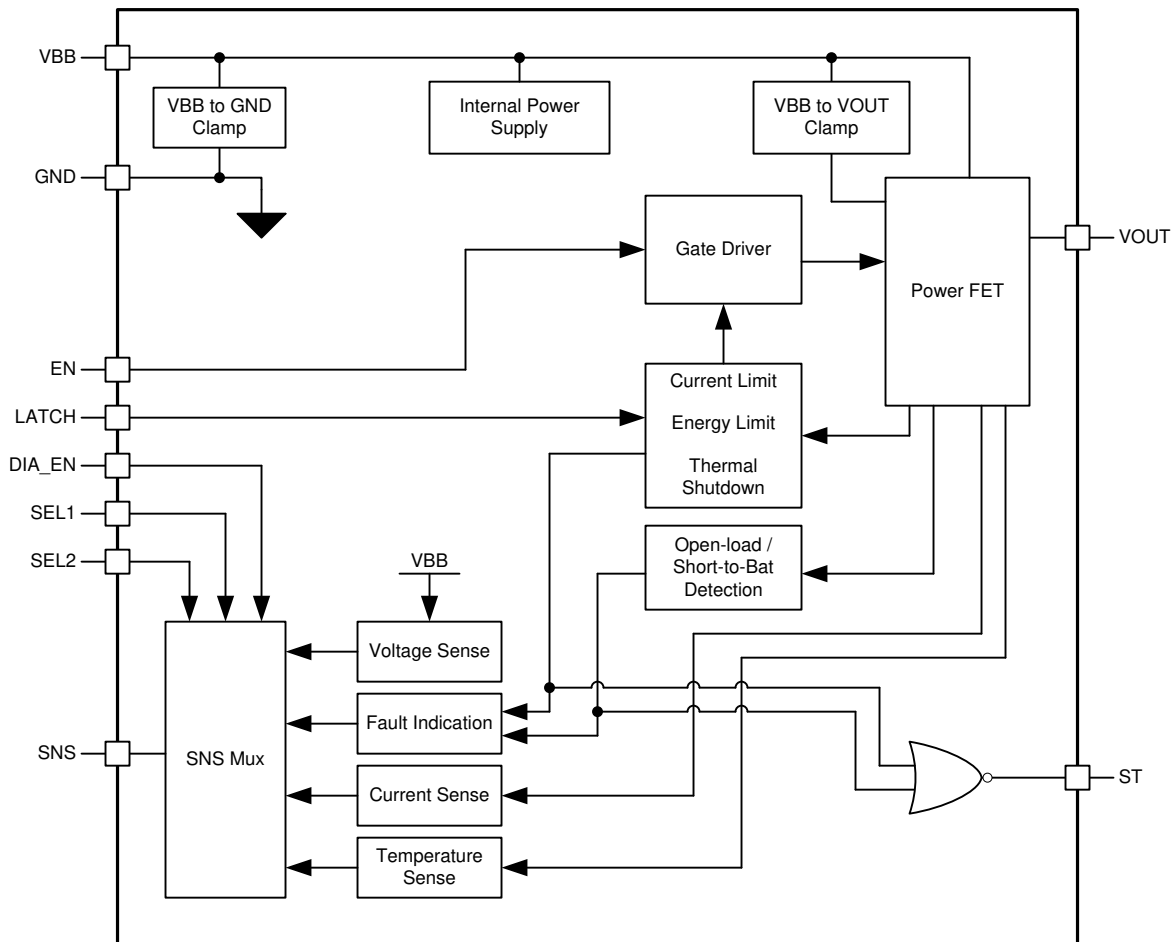 VBB
VBB to GND
Clamp
Internal Power
Supply
VBB to VOUT
Clamp
GND
Gate Driver
Power FET
VOUT
EN
LATCH
DIA_EN
SEL1
SEL2
Current Limit
Energy Limit
Thermal
Shutdown
Open-load /
Short-to-Bat
Detection
VBB
Voltage Sense
Fault Indication
SNS
SNS Mux
Current Sense
Temperature
Sense
ST